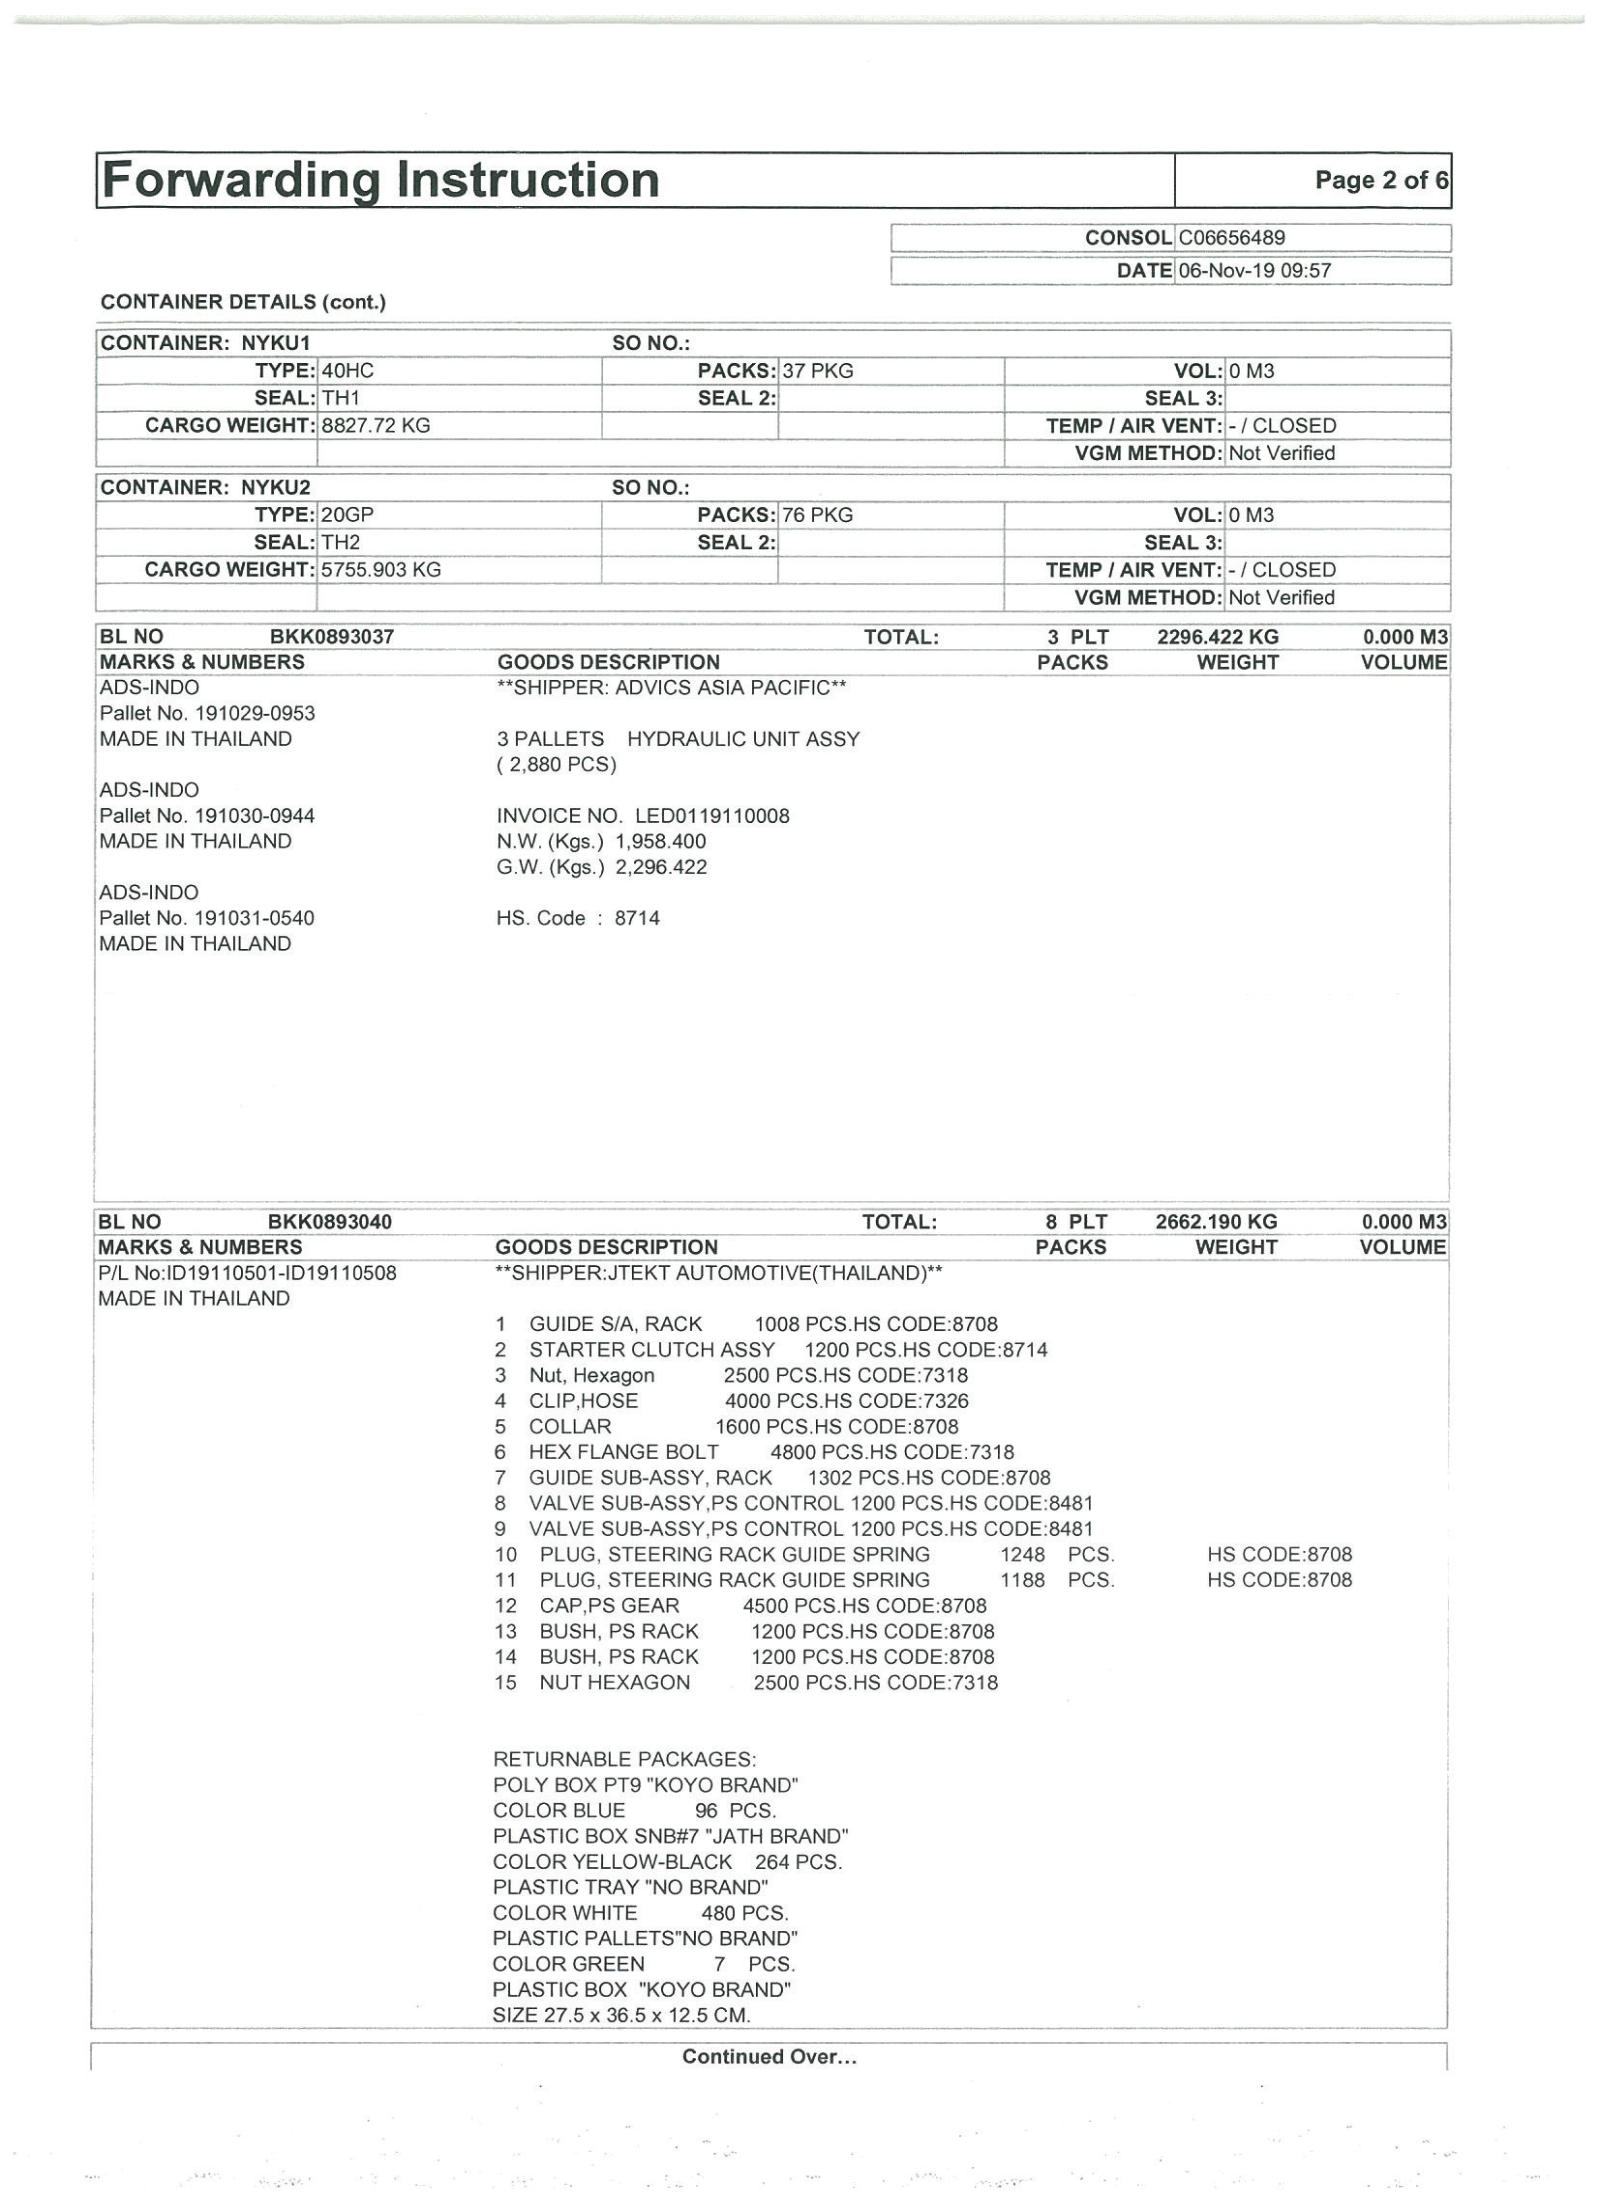 Forwarding Instruction Page 2 of 6
CONSOL C06656489
DATE 06-Nov-19 09:57
CONTAINER DETAILS (cont.)
CONTAINER: NYKU1 SO NO.:
TYPE: 40HC PACKS: 37 PKG VOL: 0 M3
SEAL: TH1 SEAL 2: SEAL 3:
CARGO WEIGHT: 8827.72 KG TEMP / AIR VENT: - / CLOSED
VGM METHOD: Not Verified
CONTAINER: NYKU2 SO NO.:
TYPE: 20GP PACKS: 76 PKG VOL: 0 M3
SEAL: TH2 SEAL 2: SEAL 3:
CARGO WEIGHT: 5755.903 KG TEMP / AIR VENT: - / CLOSED
VGM METHOD: Not Verified
BL NO BKK0893037 TOTAL: 3 PLT 2296.422 KG 0.000 M3
MARKS & NUMBERS GOODS DESCRIPTION PACKS WEIGHT VOLUME
ADS-INDO **SHIPPER: ADVICS ASIA PACIFIC**
Pallet No. 191029-0953
MADE IN THAILAND 3 PALLETS HYDRAULIC UNIT ASSY
( 2,880 PCS)
ADS-INDO
Pallet No. 191030-0944 INVOICE NO. LED0119110008
MADE IN THAILAND N.W. (Kgs.) 1,958.400
G.W. (Kgs.) 2,296.422
ADS-INDO
Pallet No. 191031-0540 HS. Code : 8714
MADE IN THAILAND
BL NO BKK0893040 TOTAL: 8 PLT 2662.190 KG 0.000 M3
MARKS & NUMBERS GOODS DESCRIPTION PACKS WEIGHT VOLUME
P/L No:ID19110501-ID19110508 **SHIPPER:JTEKT AUTOMOTIVE(THAILAND)**
MADE IN THAILAND
1 GUIDE S/A, RACK 1008 PCS.HS CODE:8708
2 STARTER CLUTCH ASSY 1200 PCS.HS CODE:8714
3 Nut, Hexagon 2500 PCS.HS CODE:7318
4 CLIP,HOSE 4000 PCS.HS CODE:7326
5 COLLAR 1600 PCS.HS CODE:8708
6 HEX FLANGE BOLT 4800 PCS.HS CODE:7318
7 GUIDE SUB-ASSY, RACK 1302 PCS.HS CODE:8708
8 VALVE SUB-ASSY,PS CONTROL 1200 PCS.HS CODE:8481
9 VALVE SUB-ASSY,PS CONTROL 1200 PCS.HS CODE:8481
10 PLUG, STEERING RACK GUIDE SPRING 1248 PCS. HS CODE:8708
11 PLUG, STEERING RACK GUIDE SPRING 1188 PCS. HS CODE:8708
12 CAP,PS GEAR 4500 PCS.HS CODE:8708
13 BUSH, PS RACK 1200 PCS.HS CODE:8708
14 BUSH, PS RACK 1200 PCS.HS CODE:8708
15 NUT HEXAGON 2500 PCS.HS CODE:7318
RETURNABLE PACKAGES:
POLY BOX PT9 "KOYO BRAND"
COLOR BLUE 96 PCS.
PLASTIC BOX SNB#7 "JATH BRAND"
COLOR YELLOW-BLACK 264 PCS.
PLASTIC TRAY "NO BRAND"
COLOR WHITE 480 PCS.
PLASTIC PALLETS"NO BRAND"
COLOR GREEN 7 PCS.
PLASTIC BOX "KOYO BRAND"
SIZE 27.5 x 36.5 x 12.5 CM.
Continued Over...